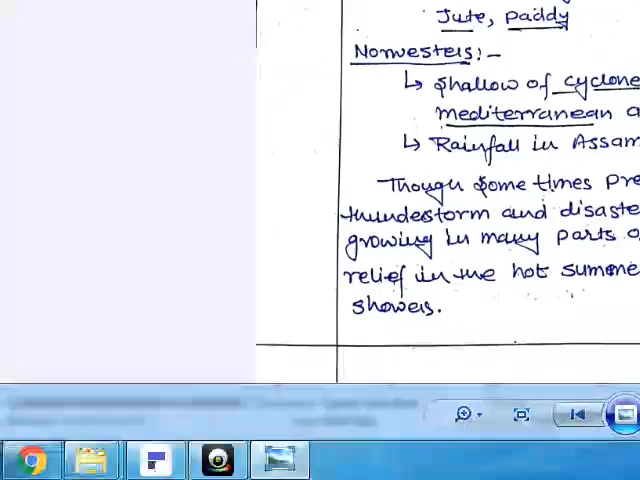 Jute, paddy
Norwesters:-
↳ Shallow of cyclone
mediterranean a
↳ Rainfall in Assam
Though some times pre
thundestorm and disaste
growing in many parts o
relief in the hot summe
showers.